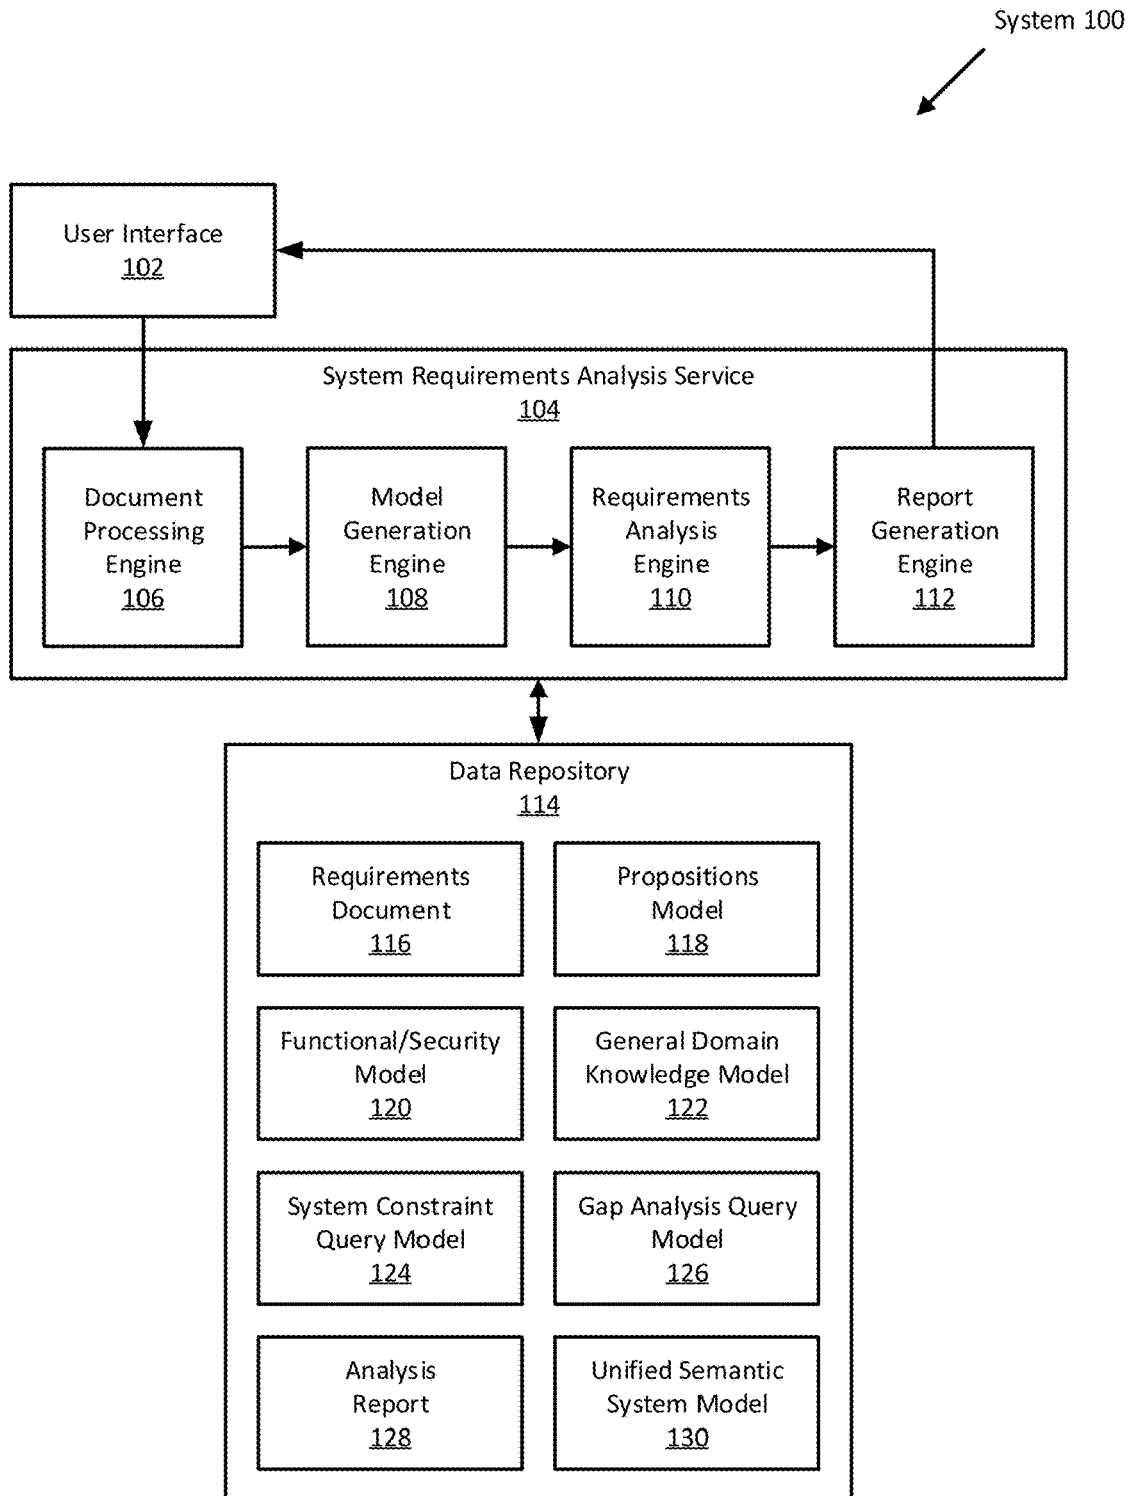 System 100
User Interface
102
System Requirements Analysis Service
104
Document
Processing
Engine
106
Model
Generation
Engine
108
Requirements
Analysis
Engine
110
Report
Generation
Engine
112
Data Repository
114
Requirements
Document
116
Propositions
Model
118
Functional/Security
Model
120
General Domain
Knowledge Model
122
System Constraint
Query Model
124
Gap Analysis Query
Model
126
Analysis
Report
128
Unified Semantic
System Model
130